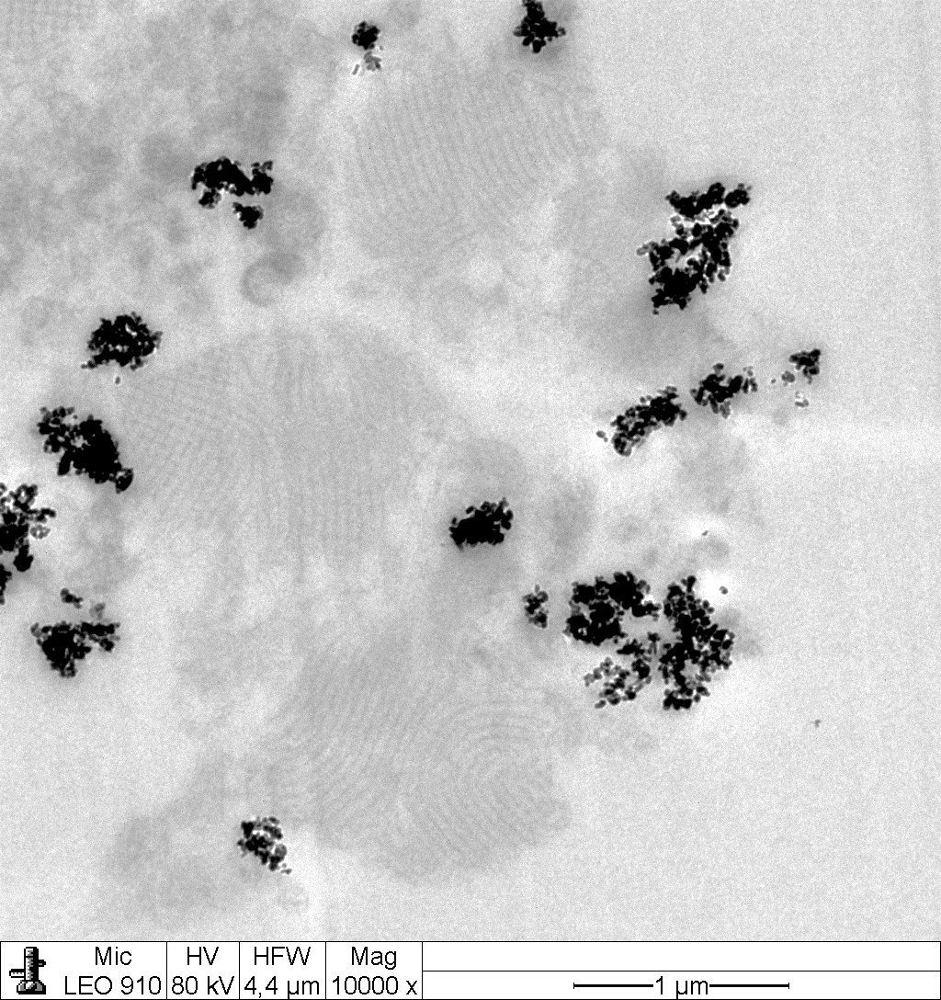 Mic HV HFW Mag
LEO 910 80 kV 4,4 µm 10000 x
1 µm